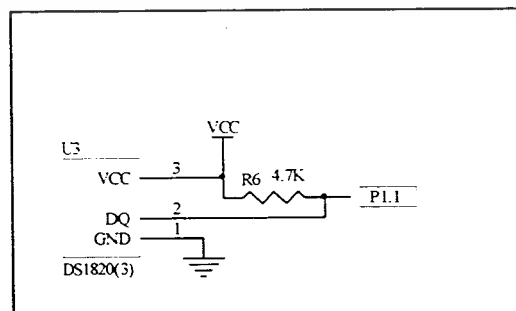 VCC
U3
VCC 3
R6 4.7K
P1.1
DQ 2
GND 1
DS1820(3)